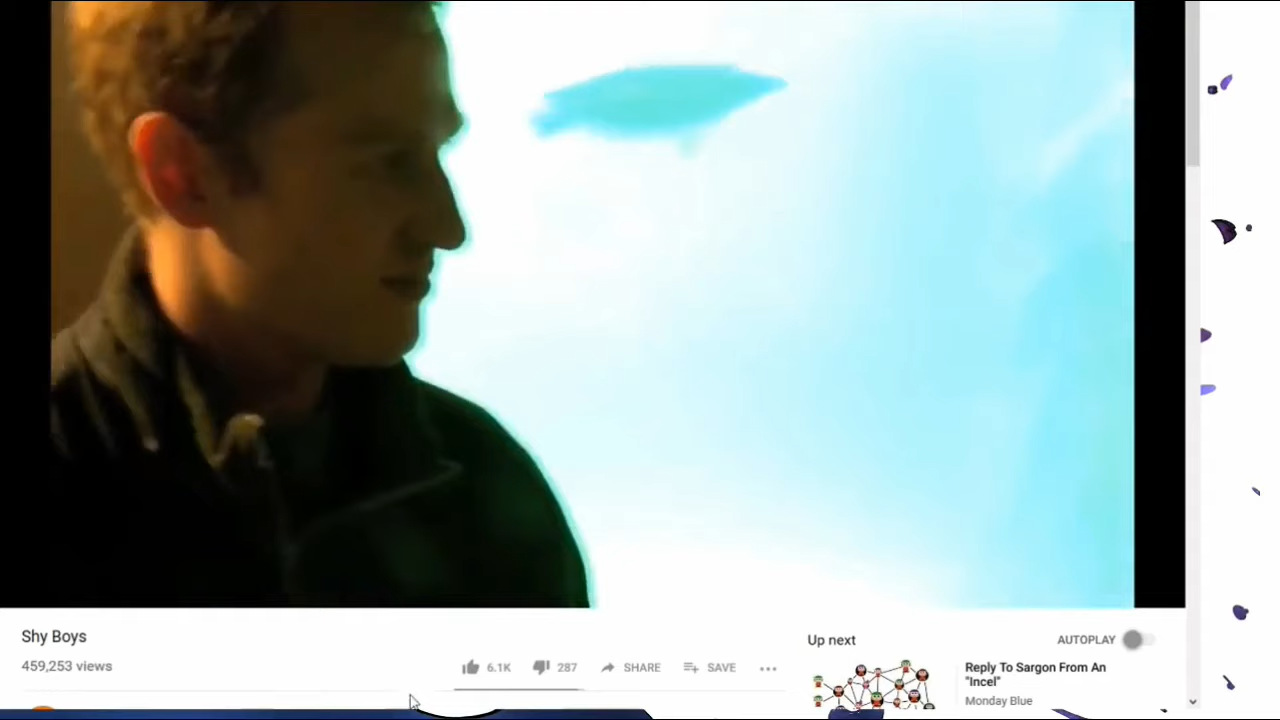 Shy Boys
459,253 views
6.1K
287
SHARE
SAVE
Up next
AUTOPLAY
Reply To Sargon From An
"Incel"
Monday Blue